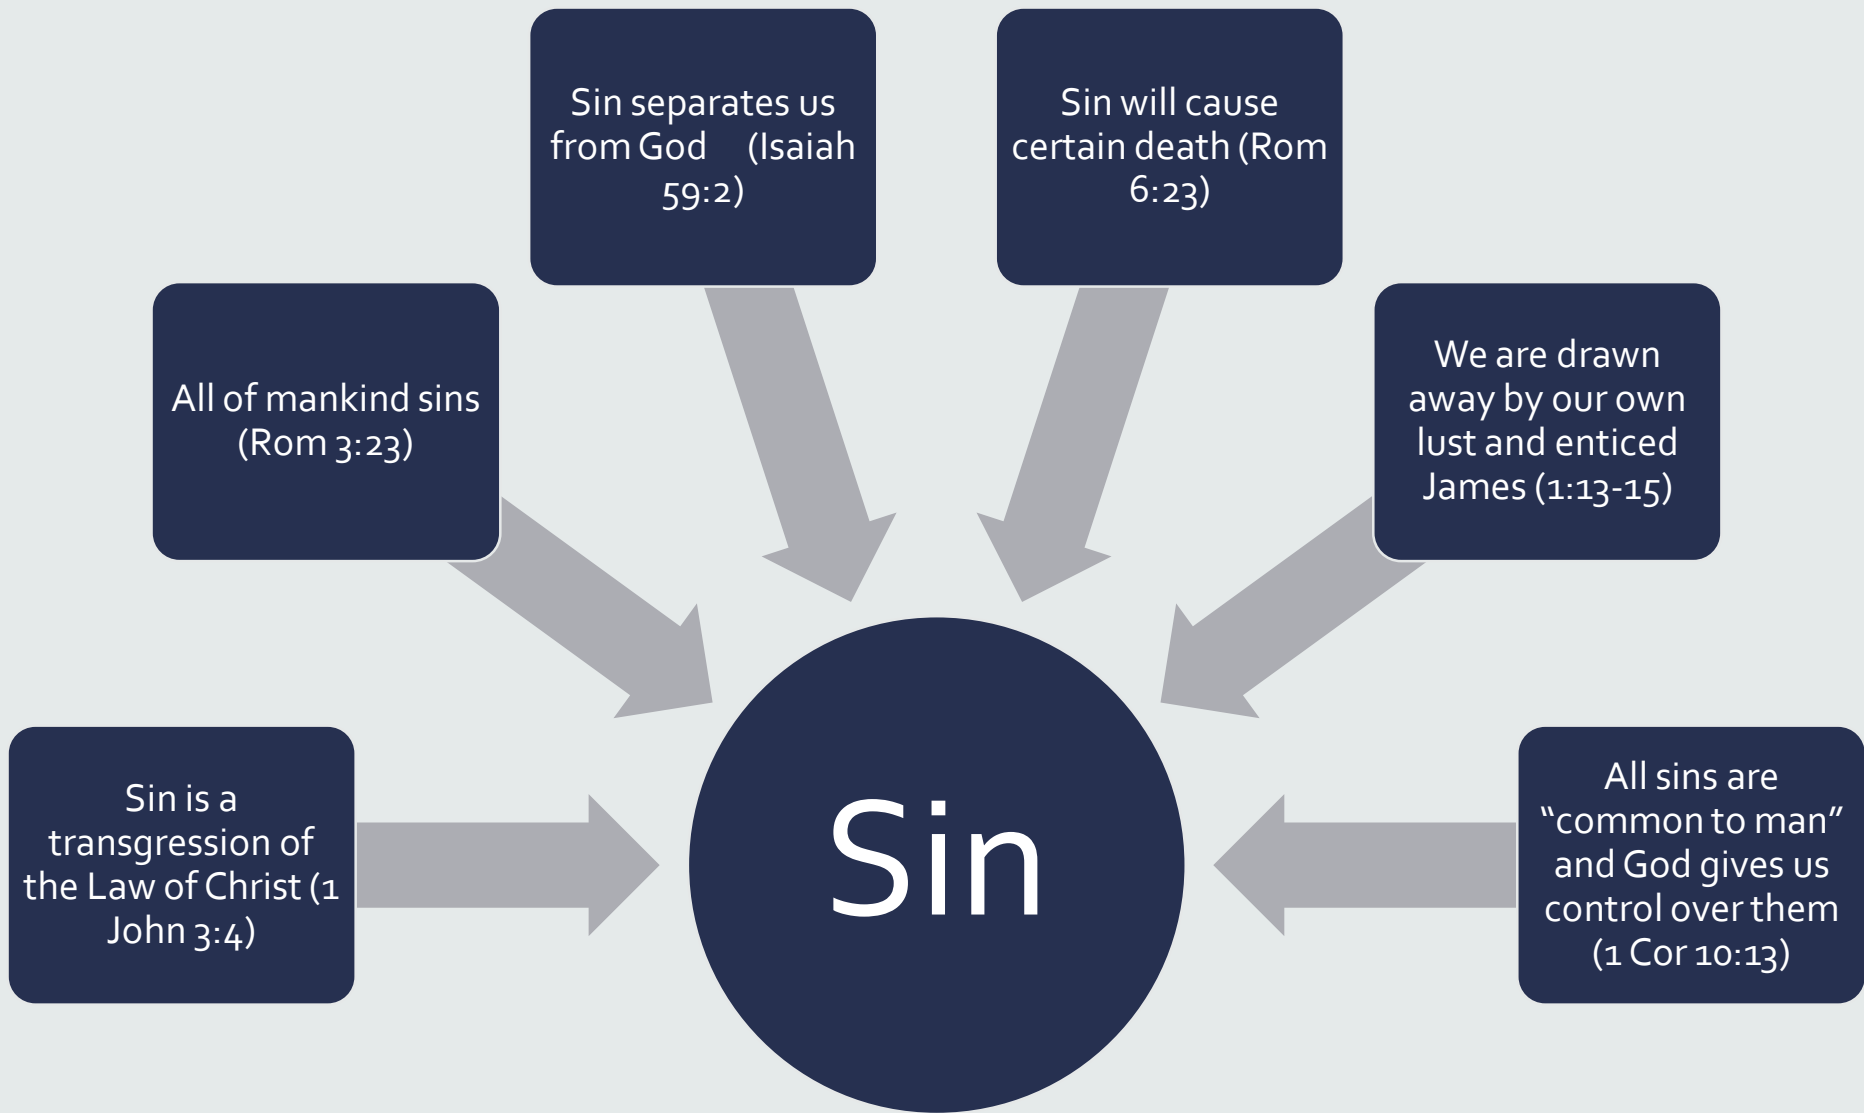 Sin is a
transgression of
the Law of Christ (1
John 3:4)
All of mankind sins
(Rom 3:23)
Sin separates us
from God (Isaiah
59:2)
Sin will cause
certain death (Rom
6:23)
We are drawn
away by our own
lust and enticed
James (1:13-15)
All sins are
“common to man”
and God gives us
control over them
(1 Cor 10:13)
Sin